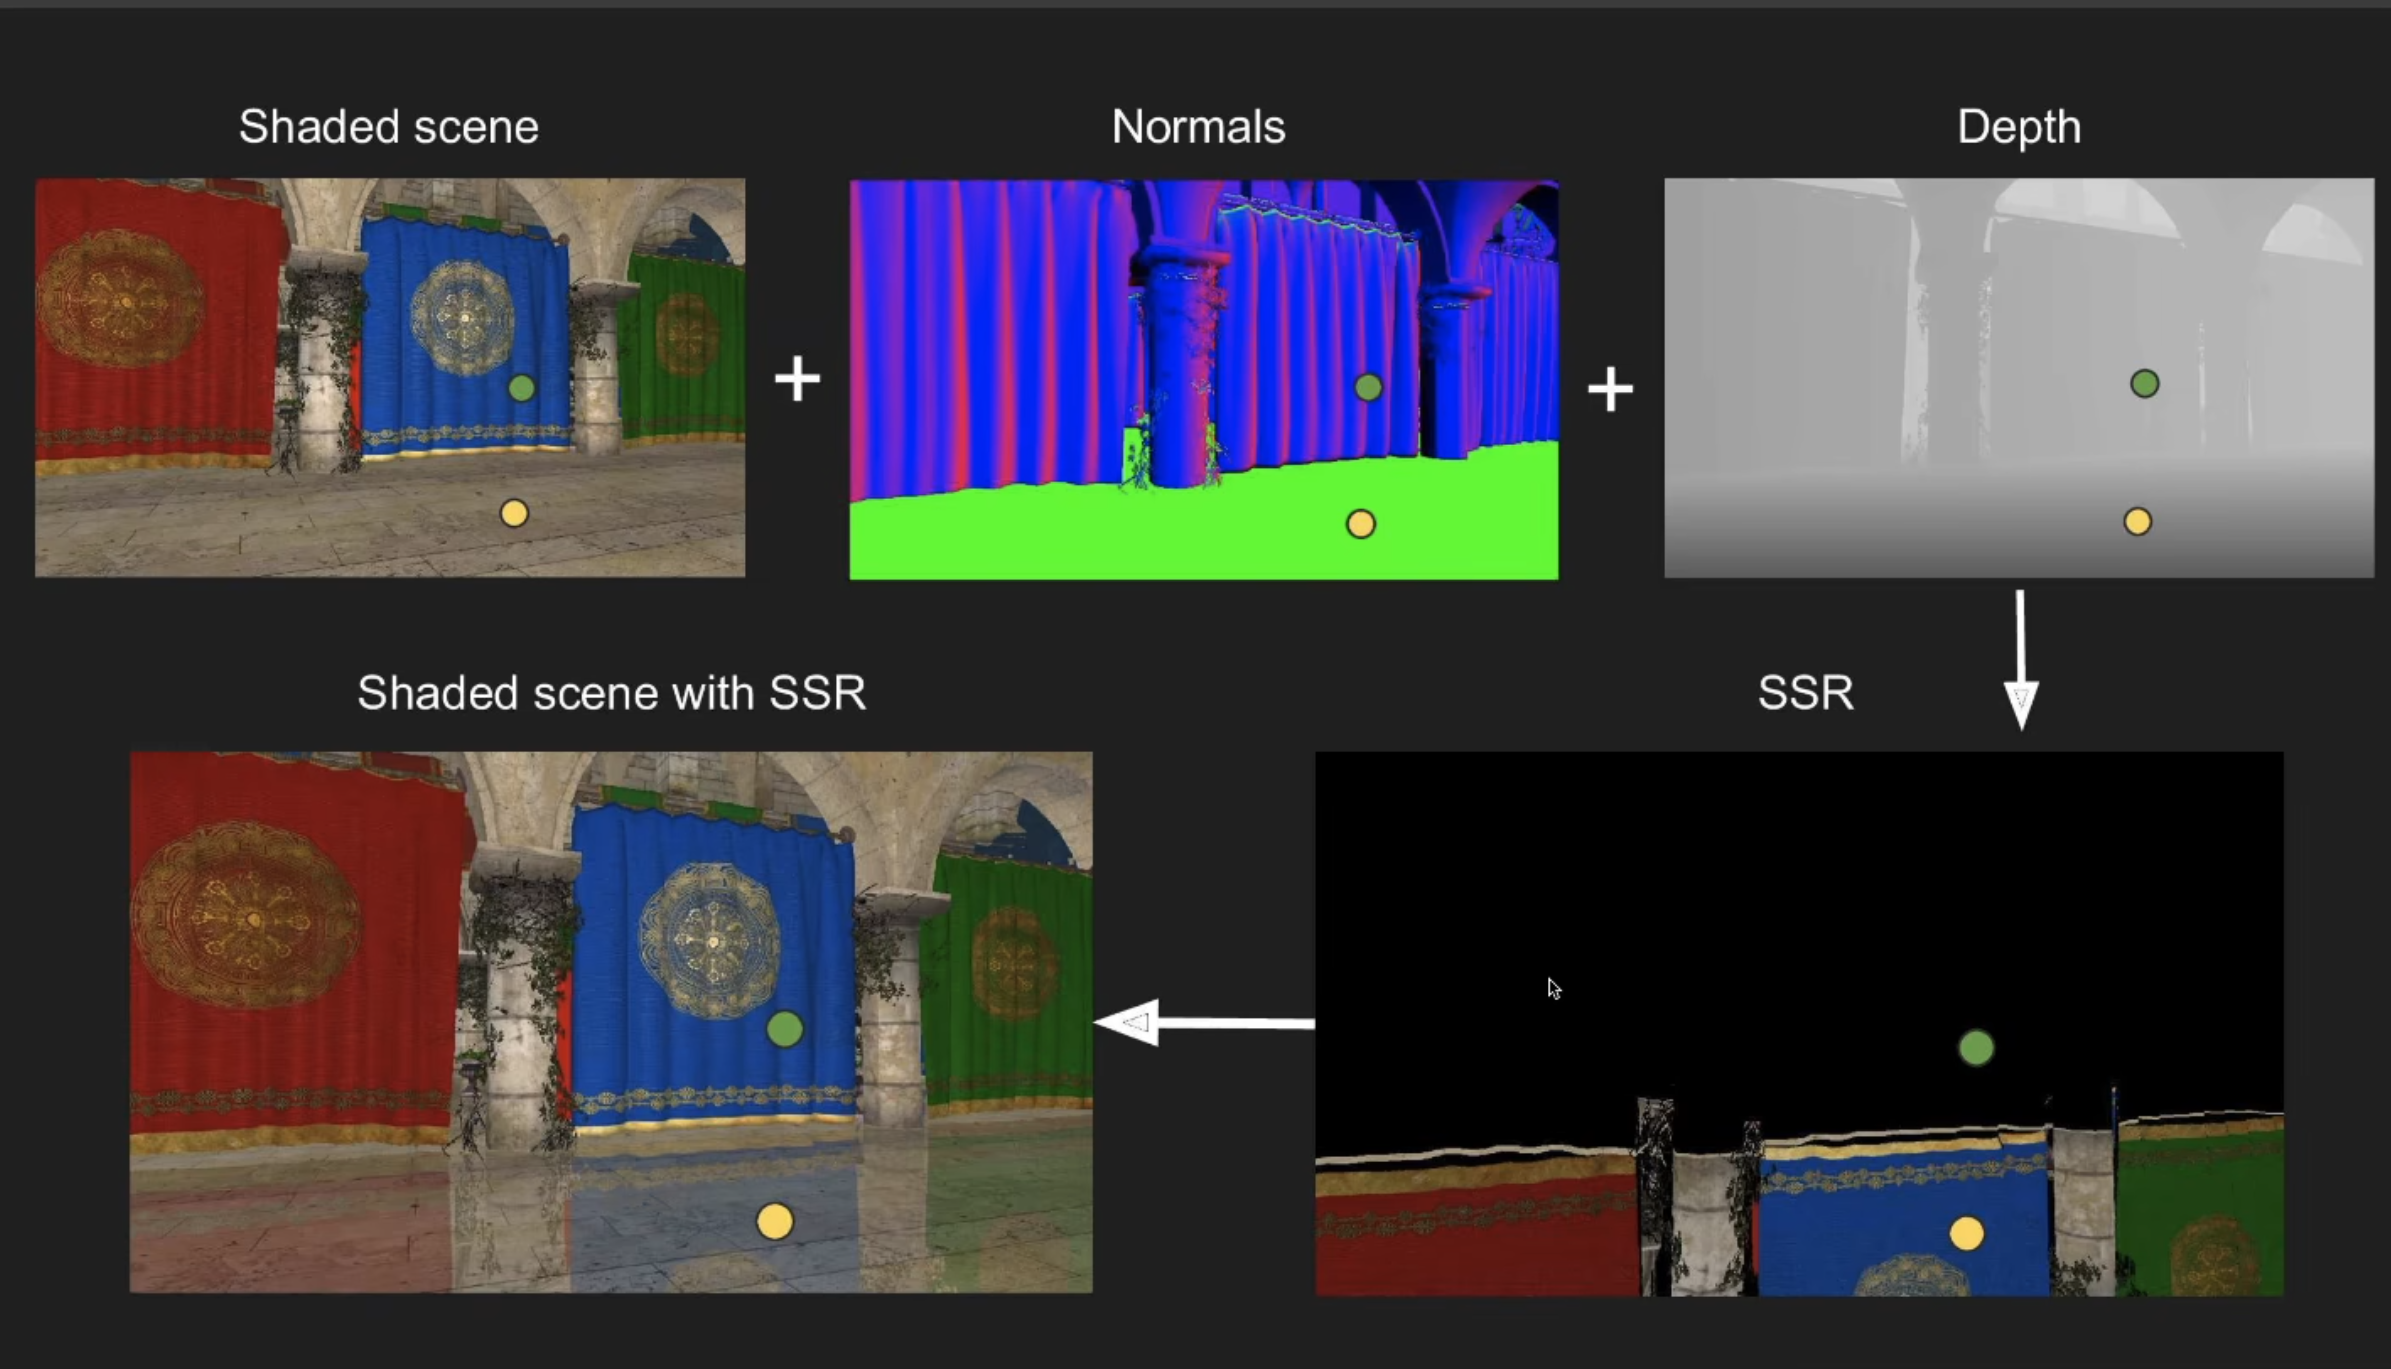 Shaded scene
Normals
Depth
+
+
Shaded scene with SSR
SSR